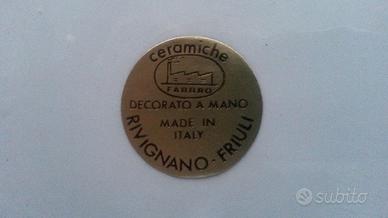 ceramiche
FABBRO
DECORATO A MANO
MADE IN
ITALY
RIVIGNANO - FRIULI
subito